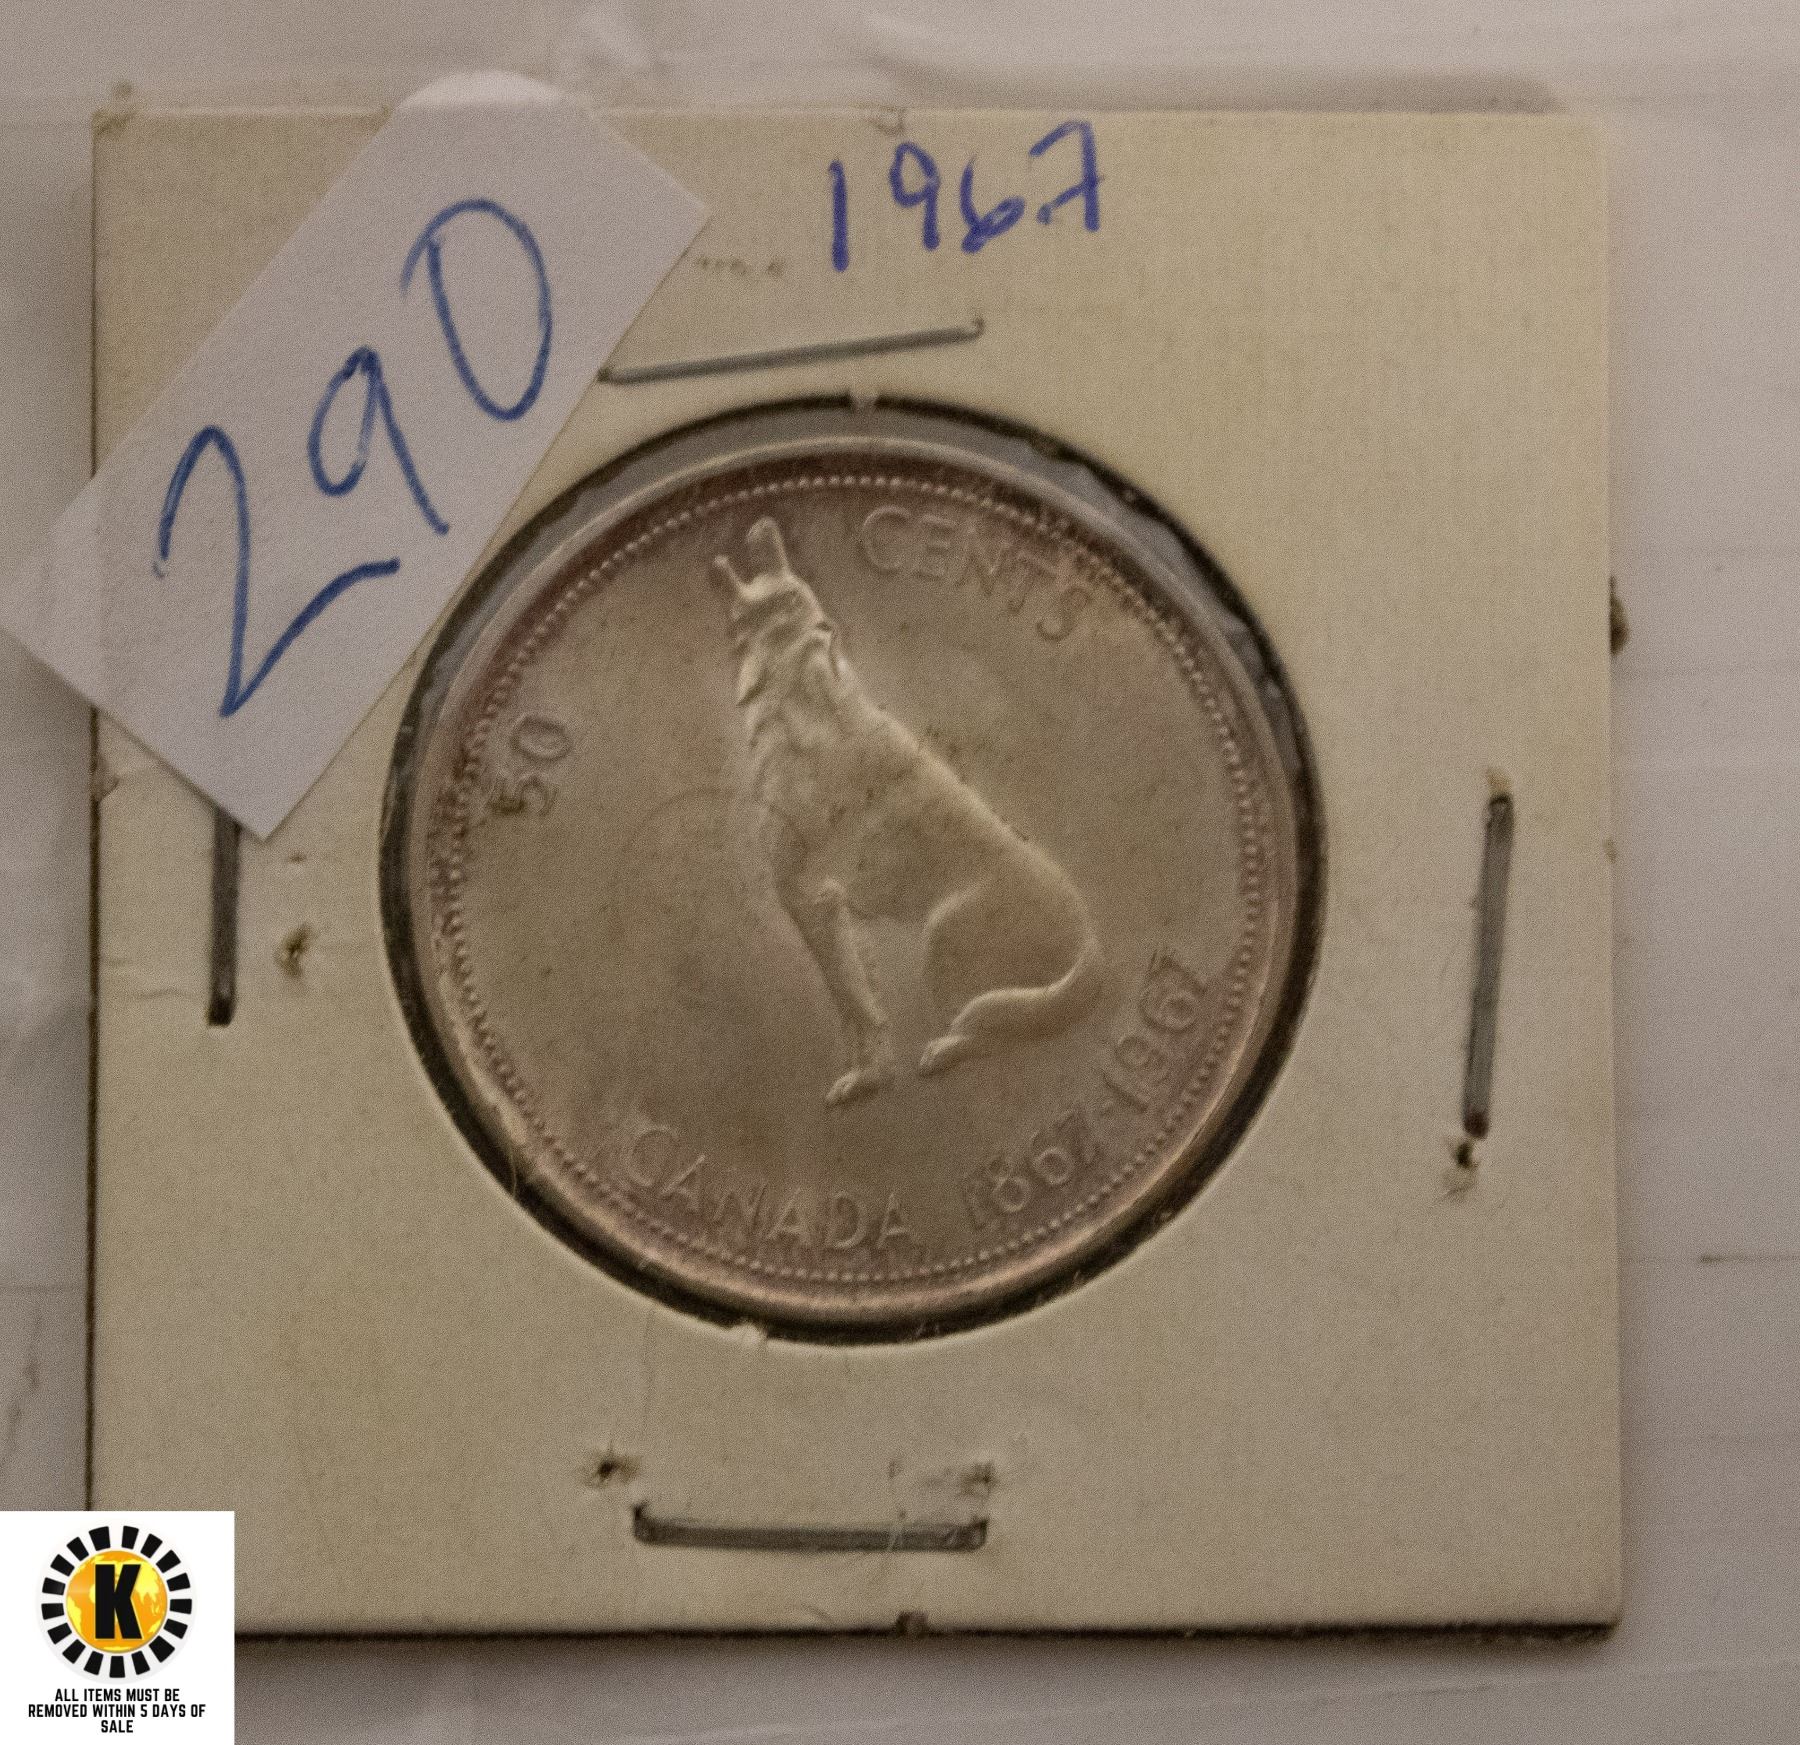 1967
290
50 CENTS
CANADA 1867-1967
K
ALL ITEMS MUST BE
REMOVED WITHIN 5 DAYS OF
SALE